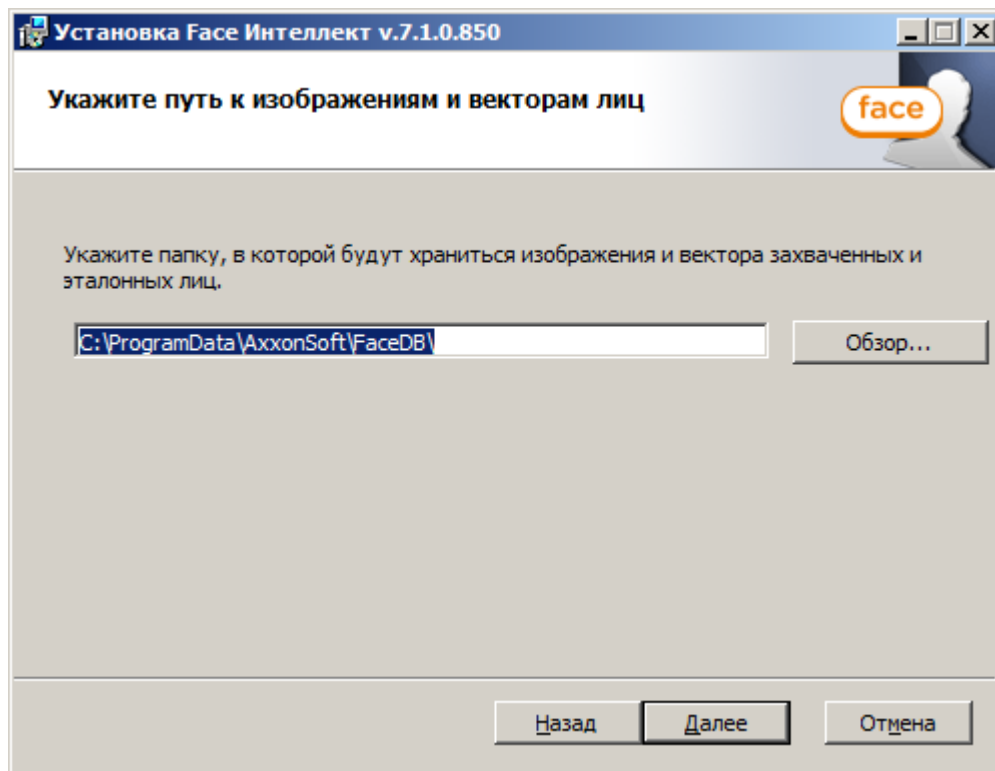 Установка Face Интеллект v.7.1.0.850
Укажите путь к изображениям и векторам лиц
face
Укажите папку, в которой будут храниться изображения и вектора захваченных и
эталонных лиц.
C:\ProgramData\AxxonSoft\FaceDB\
Обзор...
Назад
Далее
Отмена